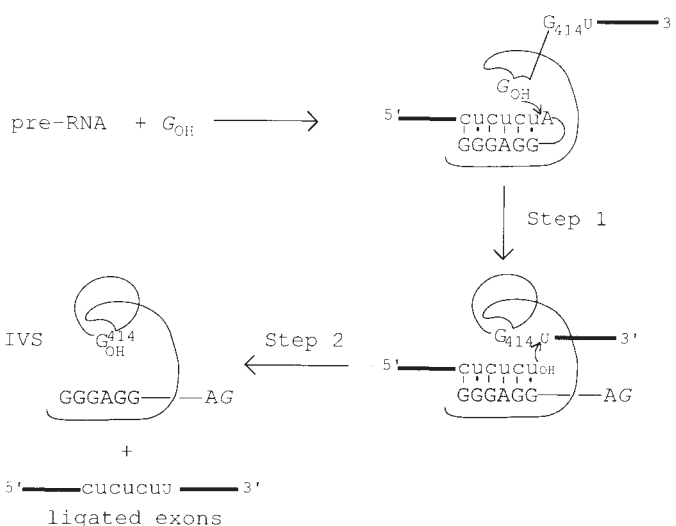 G414U 3
GOH
pre-RNA + GOH
5' cucucuA
GGGAGG
Step 1
G414 U 3'
IVS
G414OH
Step 2
5' cucucuOH
GGGAGG AG
GGGAGG AG
+
5' cucucuU 3'
ligated exons